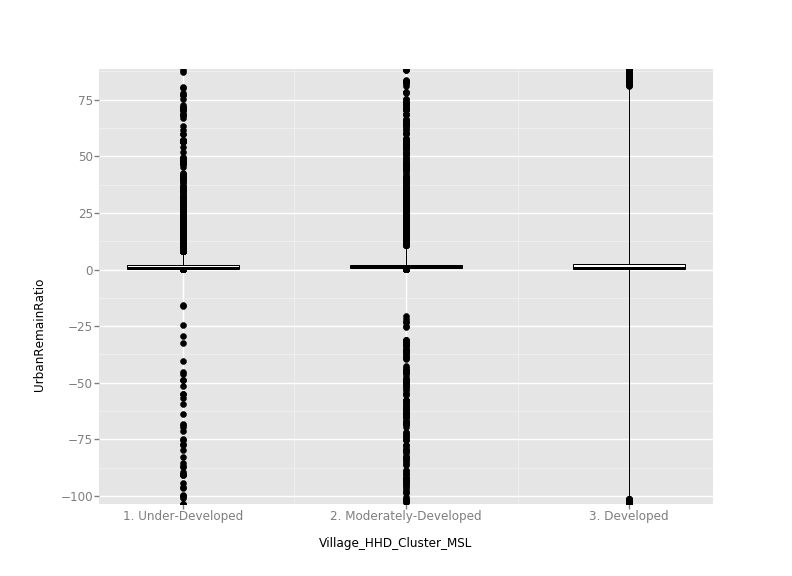 75
50
25
0
−25
−50
−75
−100
UrbanRemainRatio
1. Under-Developed
2. Moderately-Developed
3. Developed
Village_HHD_Cluster_MSL